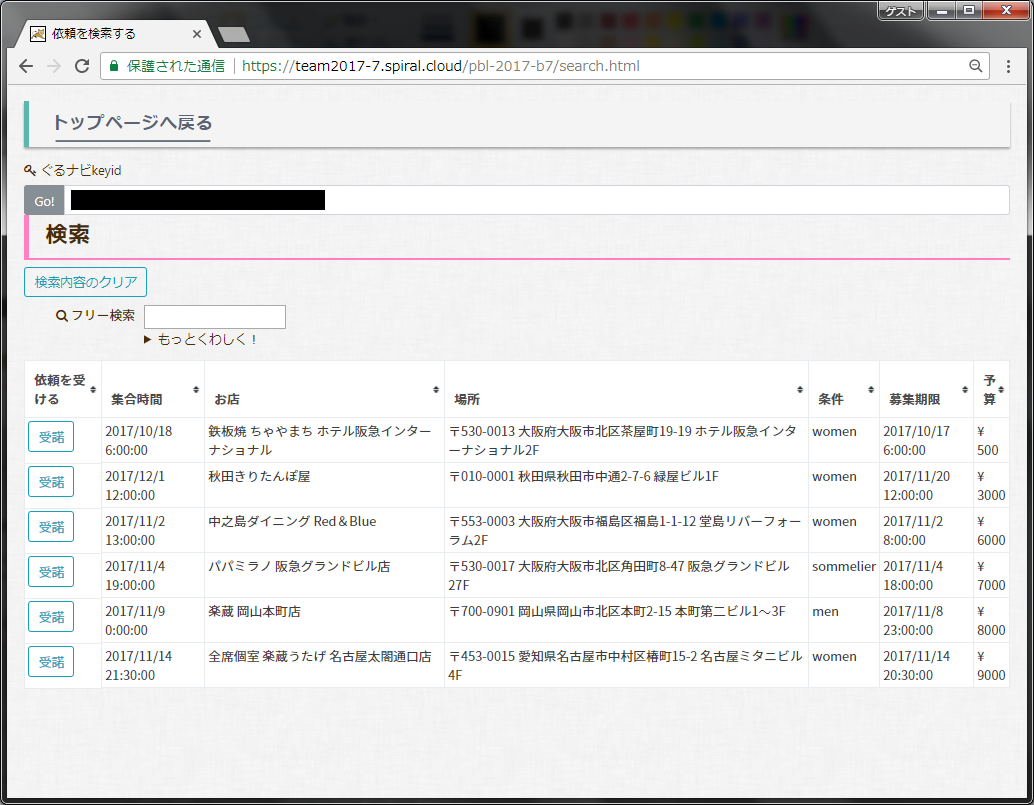 ゲスト
依頼を検索する
保護された通信 https://team2017-7.spiral.cloud/pbl-2017-b7/search.html
トップページへ戻る
ぐるナビkeyid
Go!
検索
検索内容のクリア
フリー検索
もっとくわしく！
依頼を受ける 集合時間 お店 場所 条件 募集期限 予算
受諾 2017/10/18 鉄板焼 ちゃやまち ホテル阪急インター 〒530-0013 大阪府大阪市北区茶屋町19-19 ホテル阪急インタ women 2017/10/17 ¥
6:00:00 ナショナル ーナショナル2F 6:00:00 500
受諾 2017/12/1 秋田きりたんぽ屋 〒010-0001 秋田県秋田市中通2-7-6 緑屋ビル1F women 2017/11/20 ¥
12:00:00 12:00:00 3000
受諾 2017/11/2 中之島ダイニング Red＆Blue 〒553-0003 大阪府大阪市福島区福島1-1-12 堂島リバーフォー women 2017/11/2 ¥
13:00:00 ラム2F 8:00:00 6000
受諾 2017/11/4 パパミラノ 阪急グランドビル店 〒530-0017 大阪府大阪市北区角田町8-47 阪急グランドビル sommelier 2017/11/4 ¥
19:00:00 27F 18:00:00 7000
受諾 2017/11/9 楽蔵 岡山本町店 〒700-0901 岡山県岡山市北区本町2-15 本町第二ビル1～3F men 2017/11/8 ¥
0:00:00 23:00:00 8000
受諾 2017/11/14 全席個室 楽蔵うたげ 名古屋太閤通口店 〒453-0015 愛知県名古屋市中村区椿町15-2 名古屋ミタニビル women 2017/11/14 ¥
21:30:00 4F 20:30:00 9000